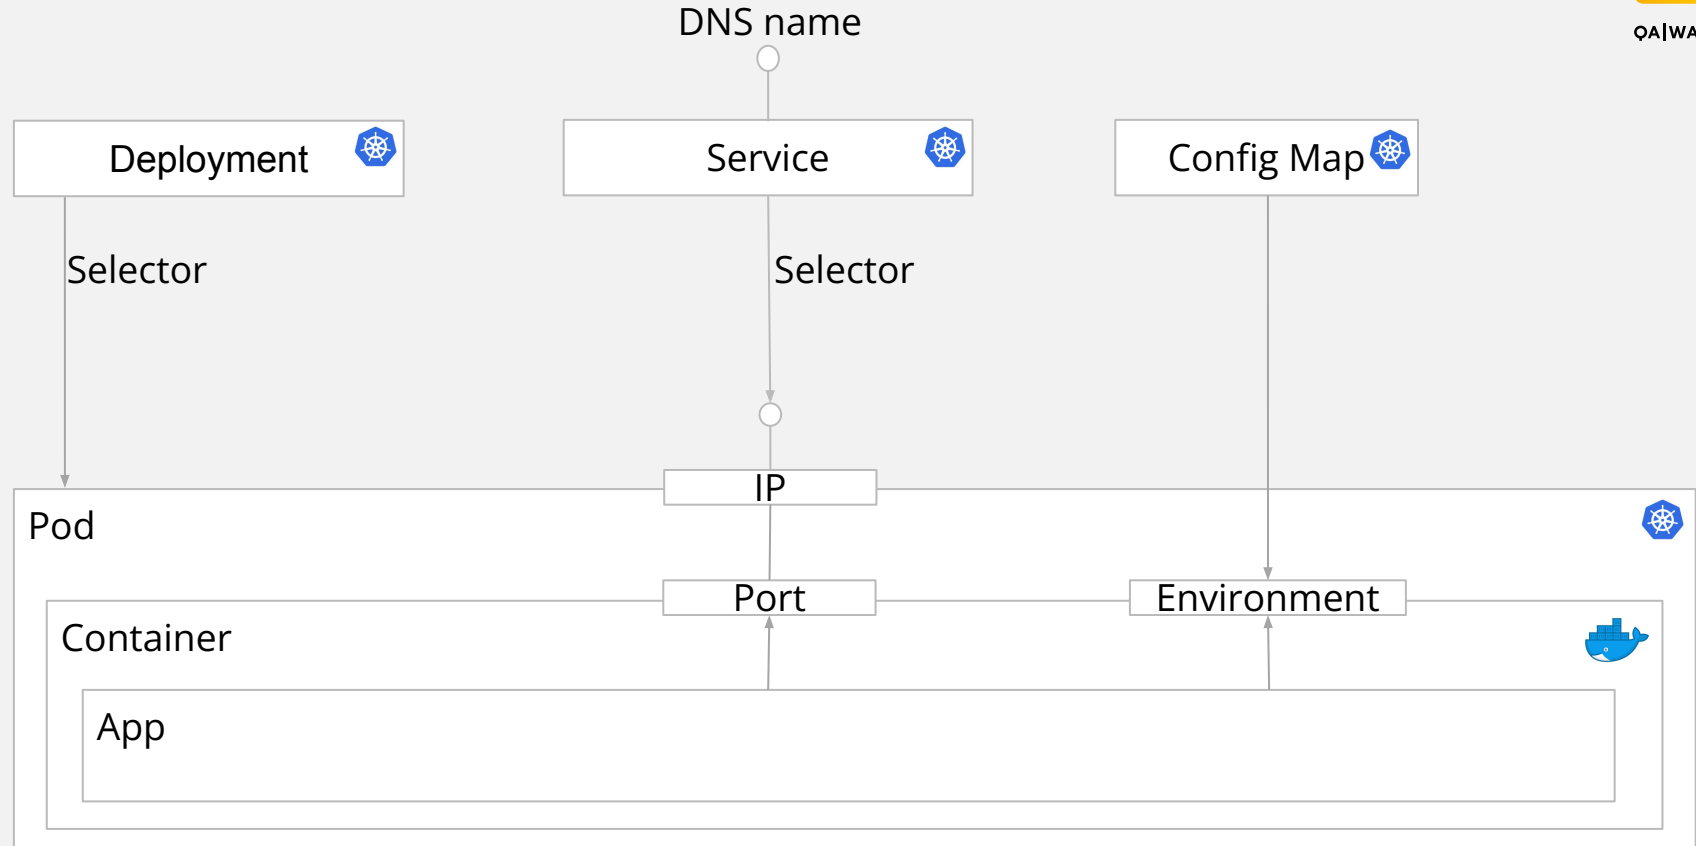 DNS name
QA|WA
Deployment
Service
Config Map
Selector
Selector
IP
Pod
Port
Environment
Container
App